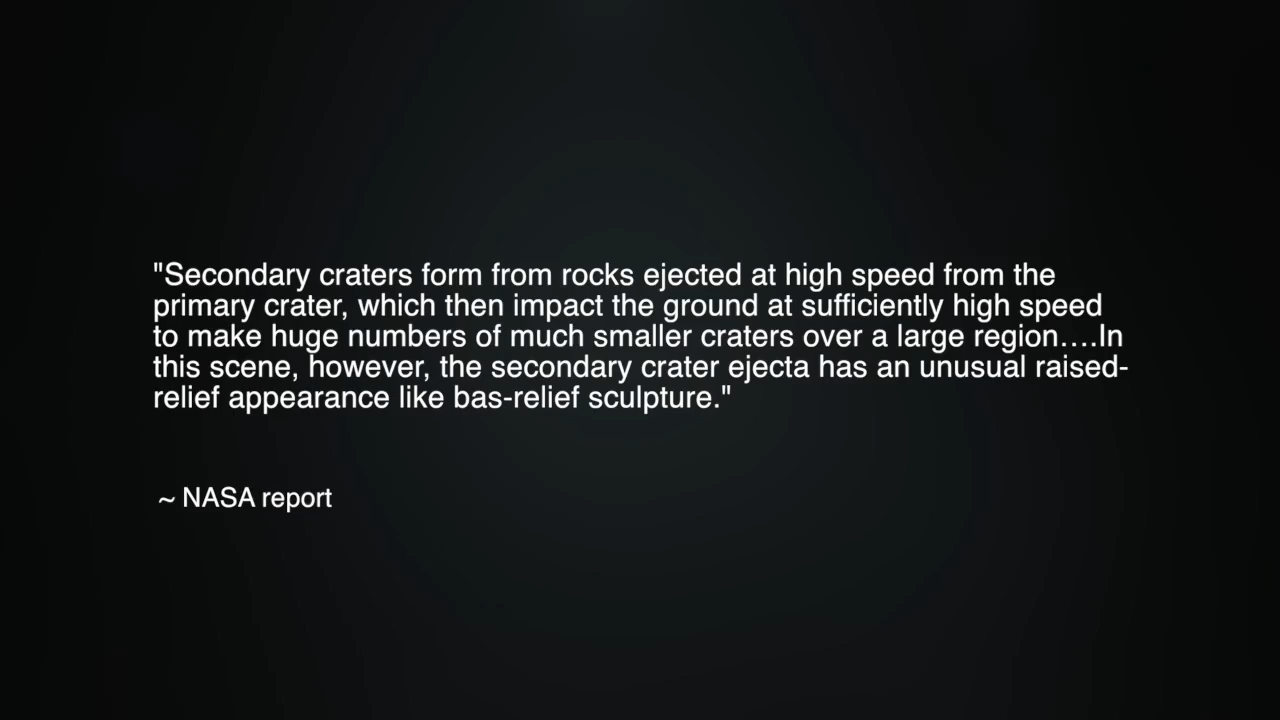 "Secondary craters form from rocks ejected at high speed from the
primary crater, which then impact the ground at sufficiently high speed
to make huge numbers of much smaller craters over a large region....In
this scene, however, the secondary crater ejecta has an unusual raised-
relief appearance like bas-relief sculpture."
~ NASA report